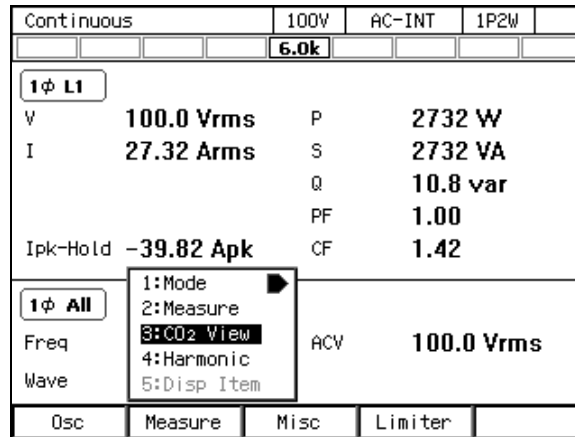 Continuous 100V AC-INT 1P2W
6.0k
1ϕ L1
V 100.0 Vrms P 2732 W
I 27.32 Arms S 2732 VA
Q 10.8 var
PF 1.00
Ipk-Hold -39.82 Apk CF 1.42
1:Mode
1ϕ All 2:Measure
3:CO₂ View
Freq ACV 100.0 Vrms
4:Harmonic
Wave 5:Disp Item
Osc Measure Misc Limiter